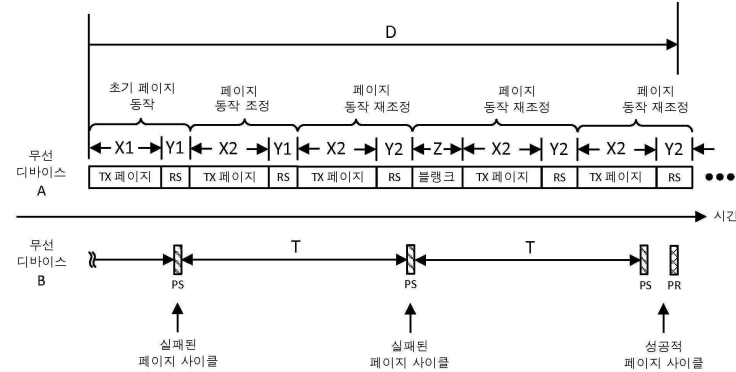 D
초기 페이지
동작
페이지
동작 조정
페이지
동작 재조정
페이지
동작 재조정
페이지
동작 재조정
X1 Y1 X2 Y1 X2 Y2 Z X2 Y2 X2 Y2
무선
디바이스
A
TX 페이지 RS TX 페이지 RS TX 페이지 RS 블랭크 TX 페이지 RS TX 페이지 RS
시간
무선
디바이스
B
T T
PS PS PS PR
실패된
페이지 사이클
실패된
페이지 사이클
성공적
페이지 사이클